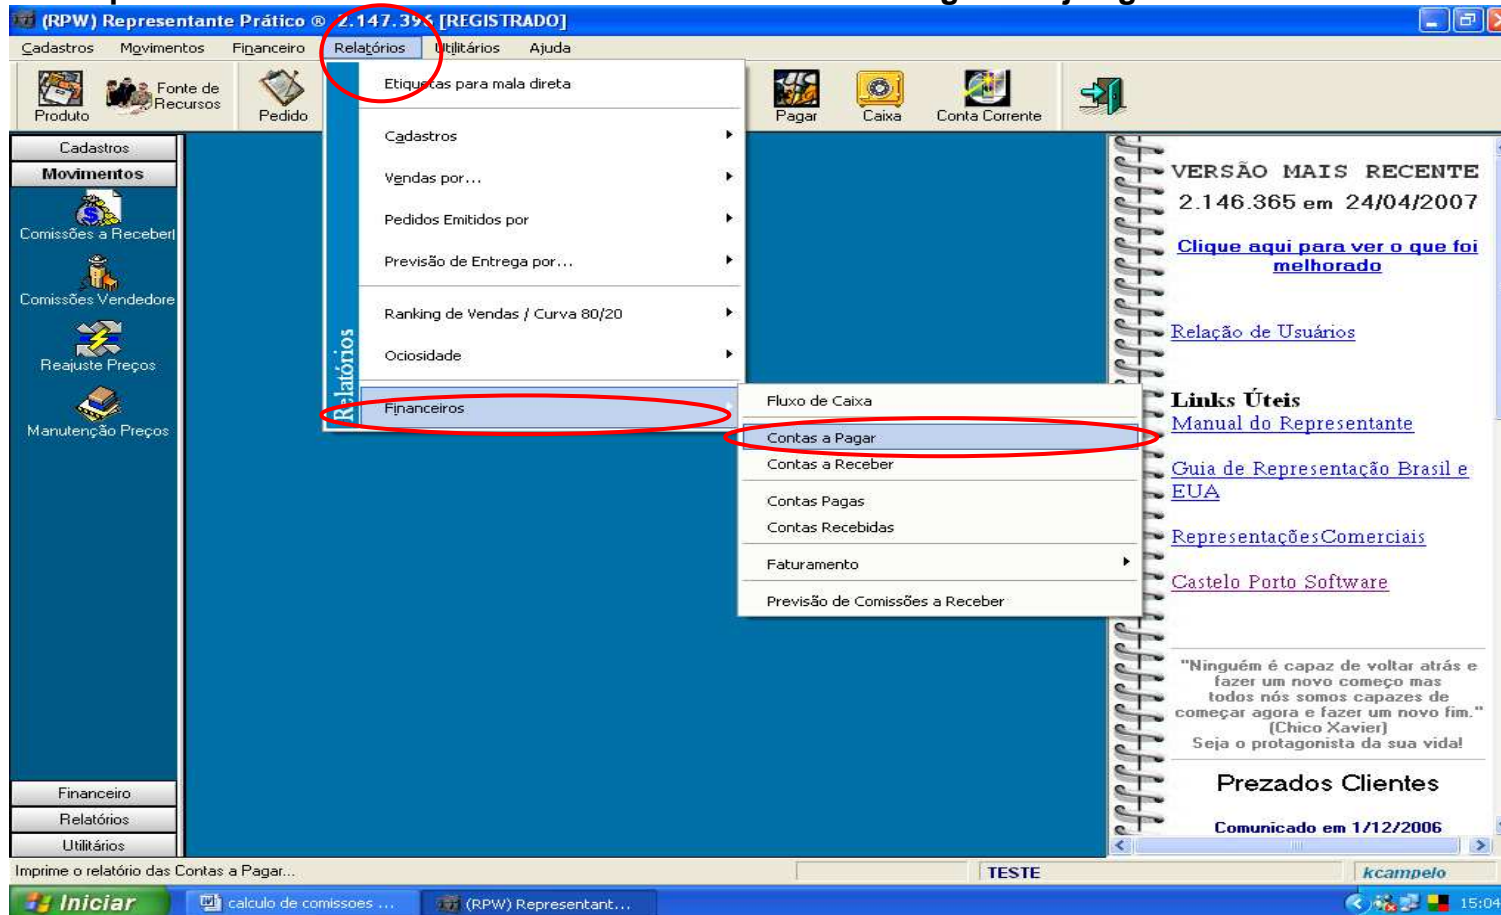 (RPW) Representante Prático ® 2.147.396 [REGISTRADO]
Cadastros Movimentos Financeiro Relatórios Utilitários Ajuda
Produto
Fonte de
Recursos
Pedido
Pagar
Caixa
Conta Corrente
Cadastros
Movimentos
Comissões a Receber
Comissões Vendedore
Reajuste Preços
Manutenção Preços
Financeiro
Relatórios
Utilitários
Relatórios
Etiquetas para mala direta
Cadastros
Vendas por...
Pedidos Emitidos por
Previsão de Entrega por...
Ranking de Vendas / Curva 80/20
Ociosidade
Financeiros
Fluxo de Caixa
Contas a Pagar
Contas a Receber
Contas Pagas
Contas Recebidas
Faturamento
Previsão de Comissões a Receber
VERSÃO MAIS RECENTE
2.146.365 em 24/04/2007
Clique aqui para ver o que foi
melhorado
Relação de Usuários
Links Úteis
Manual do Representante
Guia de Representação Brasil e
EUA
RepresentaçõesComerciais
Castelo Porto Software
"Ninguém é capaz de voltar atrás e
fazer um novo começo mas
todos nós somos capazes de
começar agora e fazer um novo fim."
(Chico Xavier)
Seja o protagonista da sua vida!
Prezados Clientes
Comunicado em 1/12/2006
Imprime o relatório das Contas a Pagar...
TESTE
kcampelo
Iniciar
calculo de comissoes ...
(RPW) Representant...
15:04